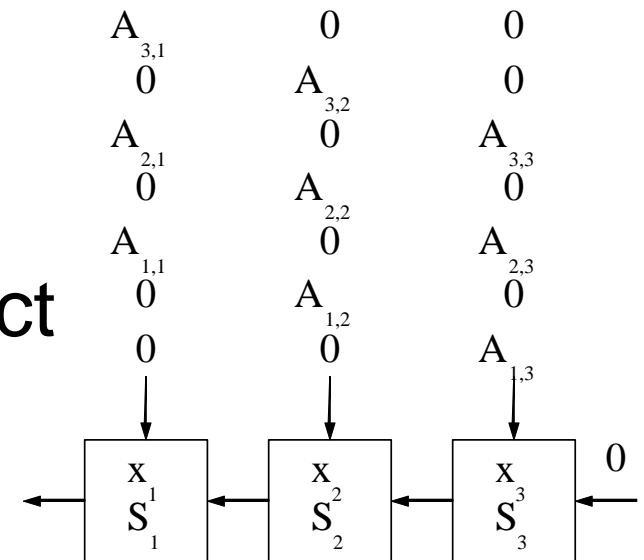 A3,1 0 0
0 A3,2 0
A2,1 0 A3,3
0 A2,2 0
A1,1 0 A2,3
0 A1,2 0
ct
0 0 A1,3
0
x1 x2 x3
S1 S2 S3